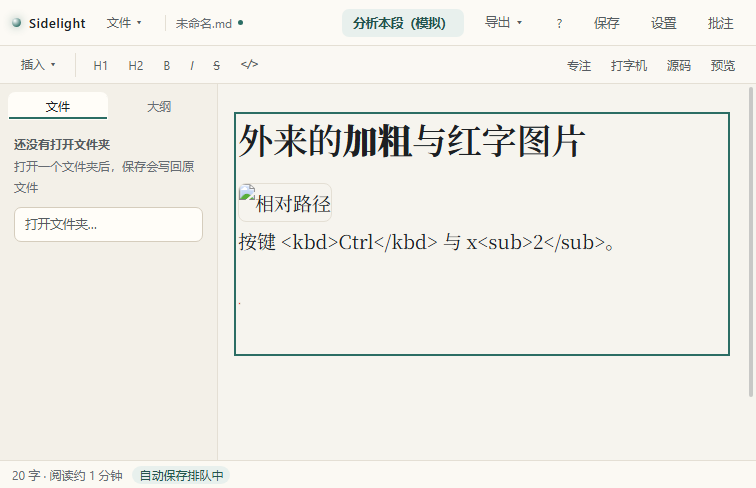 Sidelight 文件 ▾ 未命名.md ● 分析本段（模拟） 导出 ▾ ? 保存 设置 批注
插入 ▾ H1 H2 B I S </> 专注 打字机 源码 预览
文件 大纲
还没有打开文件夹
打开一个文件夹后，保存会写回原
文件
打开文件夹...
外来的加粗与红字图片
相对路径
按键 <kbd>Ctrl</kbd> 与 x<sub>2</sub>。
.
20 字 · 阅读约 1 分钟 自动保存排队中